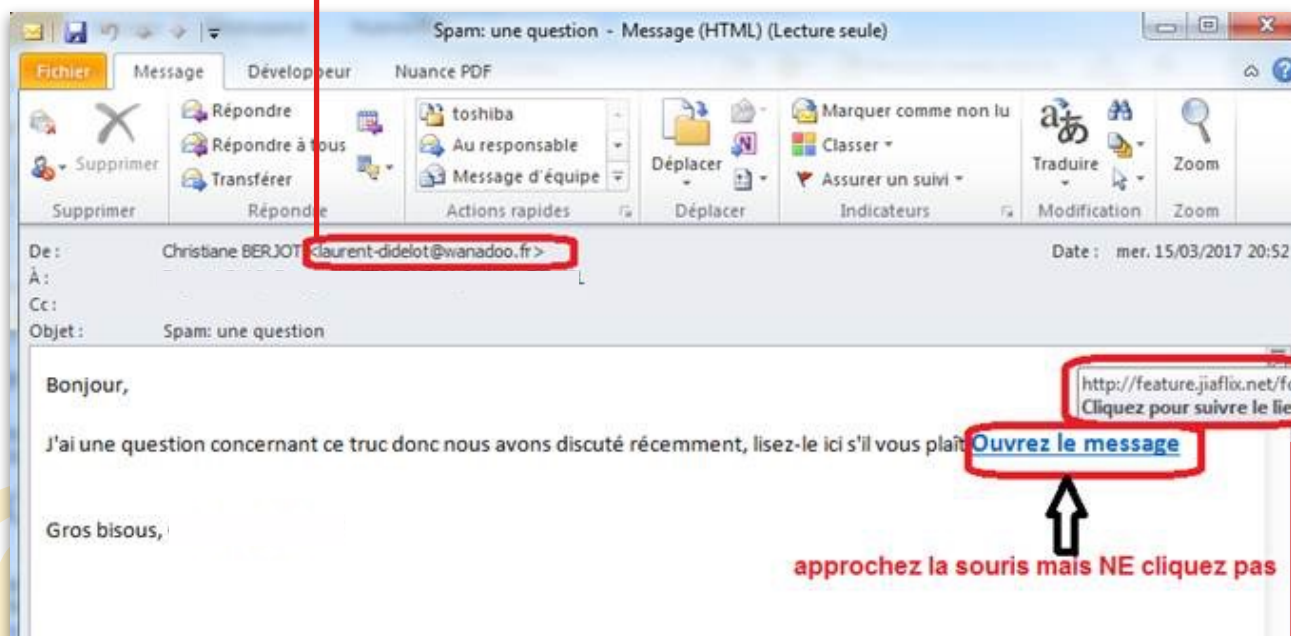 Spam: une question - Message (HTML) (Lecture seule)
Fichier Message Développeur Nuance PDF
Supprimer
Répondre
Répondre à tous
Transférer
toshiba
Au responsable
Message d'équipe
Déplacer
Marquer comme non lu
Classer
Assurer un suivi
Traduire
Zoom
Supprimer Répondre Actions rapides Déplacer Indicateurs Modification Zoom
De : Christiane BERJOT <laurent-didelot@wanadoo.fr> Date : mer. 15/03/2017 20:52
À :
Cc :
Objet : Spam: une question
Bonjour,
http://feature.jiaflix.net/fo
Cliquez pour suivre le lie
J'ai une question concernant ce truc donc nous avons discuté récemment, lisez-le ici s'il vous plaît Ouvrez le message
Gros bisous,
approchez la souris mais NE cliquez pas